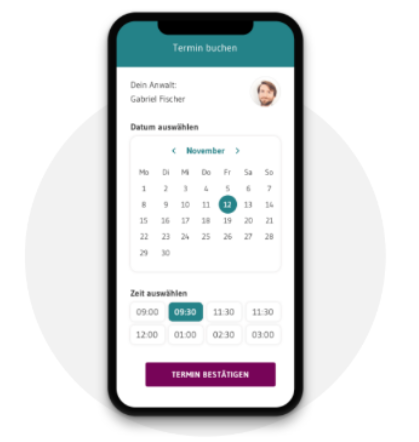 Termin buchen
Dein Anwalt:
Gabriel Fischer
Datum auswählen
< November >
Mo Di Mi Do Fr Sa So
1 2 3 4 5 6 7
8 9 10 11 12 13 14
15 16 17 18 19 20 21
22 23 24 25 26 27 28
29 30
Zeit auswählen
09:00 09:30 11:30 11:30
12:00 01:00 02:30 03:00
TERMIN BESTÄTIGEN